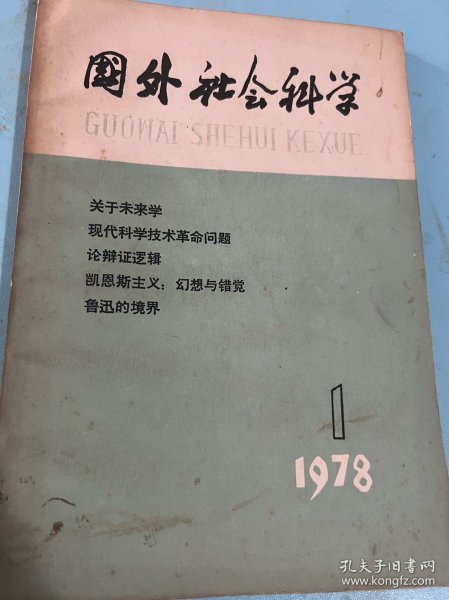 国外社会科学
GUOWAI SHEHUI KEXUE
关于未来学
现代科学技术革命问题
论辩证逻辑
凯恩斯主义：幻想与错觉
鲁迅的境界
1
1978
孔夫子旧书网
www.kongfz.com